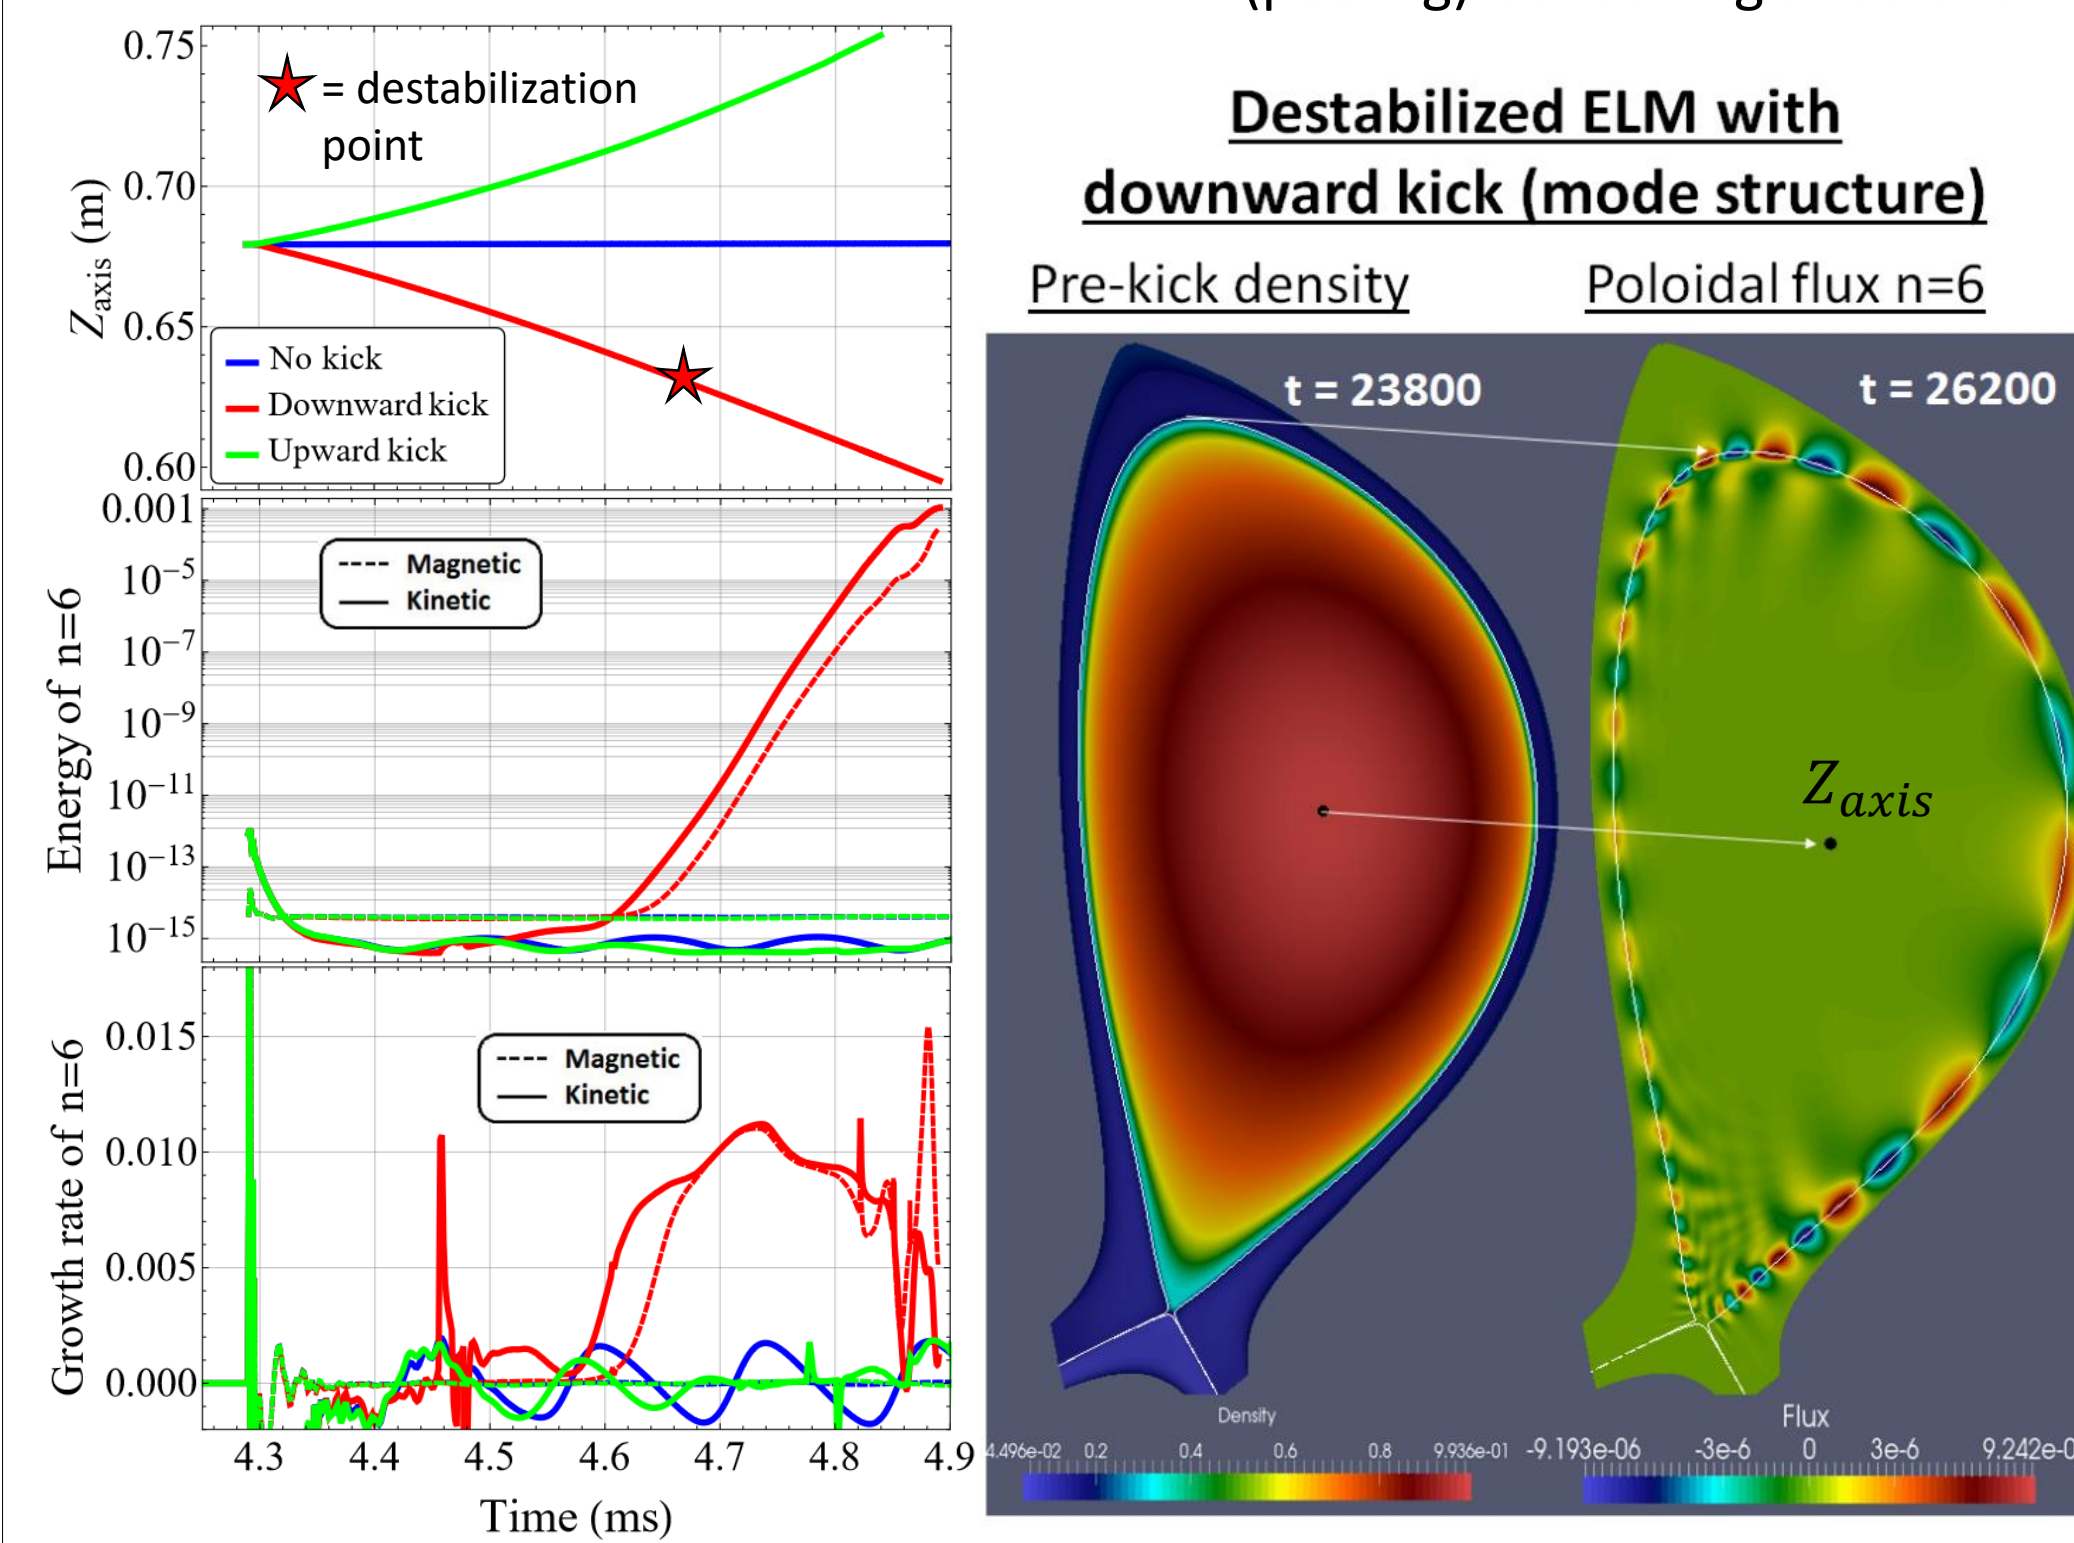 = destabilization
point
Z_axis (m)
0.75
0.70
0.65
0.60
No kick
Downward kick
Upward kick
Energy of n=6
0.001
10^-5
10^-7
10^-9
10^-11
10^-13
10^-15
Magnetic
Kinetic
Growth rate of n=6
0.015
0.010
0.005
0.000
Magnetic
Kinetic
4.3 4.4 4.5 4.6 4.7 4.8 4.9
Time (ms)
Destabilized ELM with
downward kick (mode structure)
Pre-kick density
Poloidal flux n=6
t = 23800
t = 26200
Z_axis
Density
4.496e-02 0.2 0.4 0.6 0.8 9.936e-01
Flux
-9.193e-06 -3e-6 0 3e-6